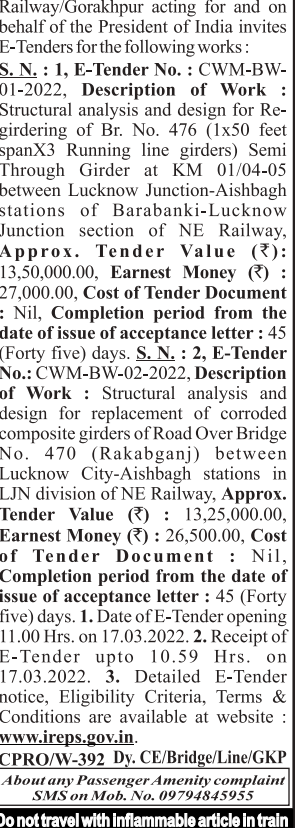 Railway/Gorakhpur acting for and on
behalf of the President of India invites
E-Tenders for the following works :
S. N. : 1, E-Tender No. : CWM-BW-
01-2022, Description of Work :
Structural analysis and design for Re-
girdering of Br. No. 476 (1x50 feet
spanX3 Running line girders) Semi
Through Girder at KM 01/04-05
between Lucknow Junction-Aishbagh
stations of Barabanki-Lucknow
Junction section of NE Railway,
Approx. Tender Value (₹):
13,50,000.00, Earnest Money (₹) :
27,000.00, Cost of Tender Document
: Nil, Completion period from the
date of issue of acceptance letter : 45
(Forty five) days. S. N. : 2, E-Tender
No.: CWM-BW-02-2022, Description
of Work : Structural analysis and
design for replacement of corroded
composite girders of Road Over Bridge
No. 470 (Rakabganj) between
Lucknow City-Aishbagh stations in
LJN division of NE Railway, Approx.
Tender Value (₹) : 13,25,000.00,
Earnest Money (₹) : 26,500.00, Cost
of Tender Document : Nil,
Completion period from the date of
issue of acceptance letter : 45 (Forty
five) days. 1. Date of E-Tender opening
11.00 Hrs. on 17.03.2022. 2. Receipt of
E-Tender upto 10.59 Hrs. on
17.03.2022. 3. Detailed E-Tender
notice, Eligibility Criteria, Terms &
Conditions are available at website :
www.ireps.gov.in.
CPRO/W-392 Dy. CE/Bridge/Line/GKP
About any Passenger Amenity complaint
SMS on Mob. No. 09794845955
Do not travel with inflammable article in train